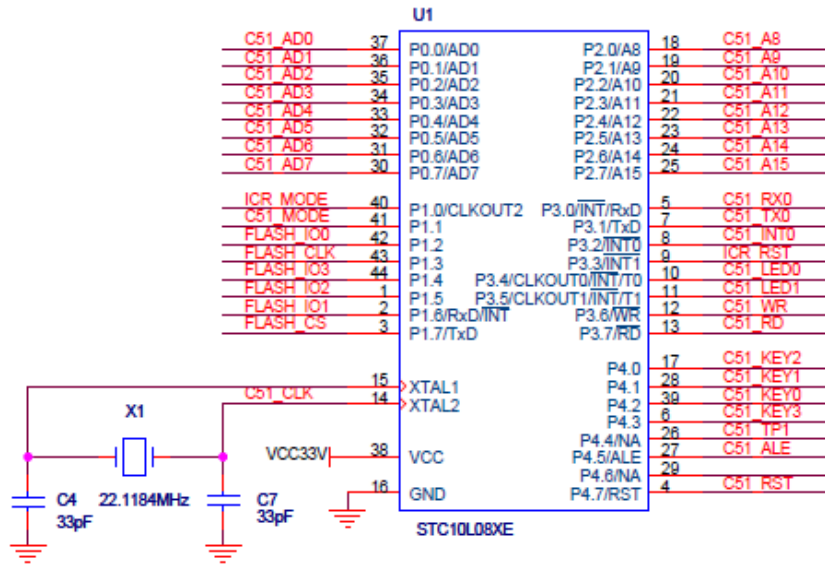 U1
C51_AD0 37 P0.0/AD0 P2.0/A8 18 C51_A8
C51_AD1 36 P0.1/AD1 P2.1/A9 19 C51_A9
C51_AD2 35 P0.2/AD2 P2.2/A10 20 C51_A10
C51_AD3 34 P0.3/AD3 P2.3/A11 21 C51_A11
C51_AD4 33 P0.4/AD4 P2.4/A12 22 C51_A12
C51_AD5 32 P0.5/AD5 P2.5/A13 23 C51_A13
C51_AD6 31 P0.6/AD6 P2.6/A14 24 C51_A14
C51_AD7 30 P0.7/AD7 P2.7/A15 25 C51_A15
ICR_MODE 40 P1.0/CLKOUT2 P3.0/INT/RxD 5 C51_RX0
C51_MODE 41 P1.1 P3.1/TxD 7 C51_TX0
FLASH_IO0 42 P1.2 P3.2/INT0 8 C51_INT0
FLASH_CLK 43 P1.3 P3.3/INT1 9 ICR_RST
FLASH_IO3 44 P1.4 P3.4/CLKOUT0/INT/T0 10 C51_LED0
FLASH_IO2 1 P1.5 P3.5/CLKOUT1/INT/T1 11 C51_LED1
FLASH_IO1 2 P1.6/RxD/INT P3.6/WR 12 C51_WR
FLASH_CS 3 P1.7/TxD P3.7/RD 13 C51_RD
P4.0 17 C51_KEY2
15 XTAL1 P4.1 28 C51_KEY1
C51_CLK 14 XTAL2 P4.2 39 C51_KEY0
P4.3 6 C51_KEY3
X1 P4.4/NA 26 C51_TP1
VCC33V 38 VCC P4.5/ALE 27 C51_ALE
P4.6/NA 29
16 GND P4.7/RST 4 C51_RST
C4 22.1184MHz C7
33pF 33pF
STC10L08XE